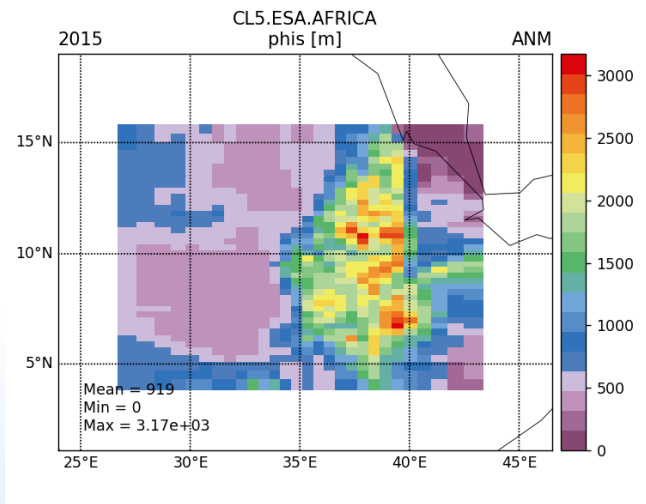 CL5.ESA.AFRICA
2015 phis [m] ANM
3000
15°N
2500
2000
10°N
1500
1000
5°N
500
Mean = 919
Min = 0
Max = 3.17e+03
0
25°E 30°E 35°E 40°E 45°E